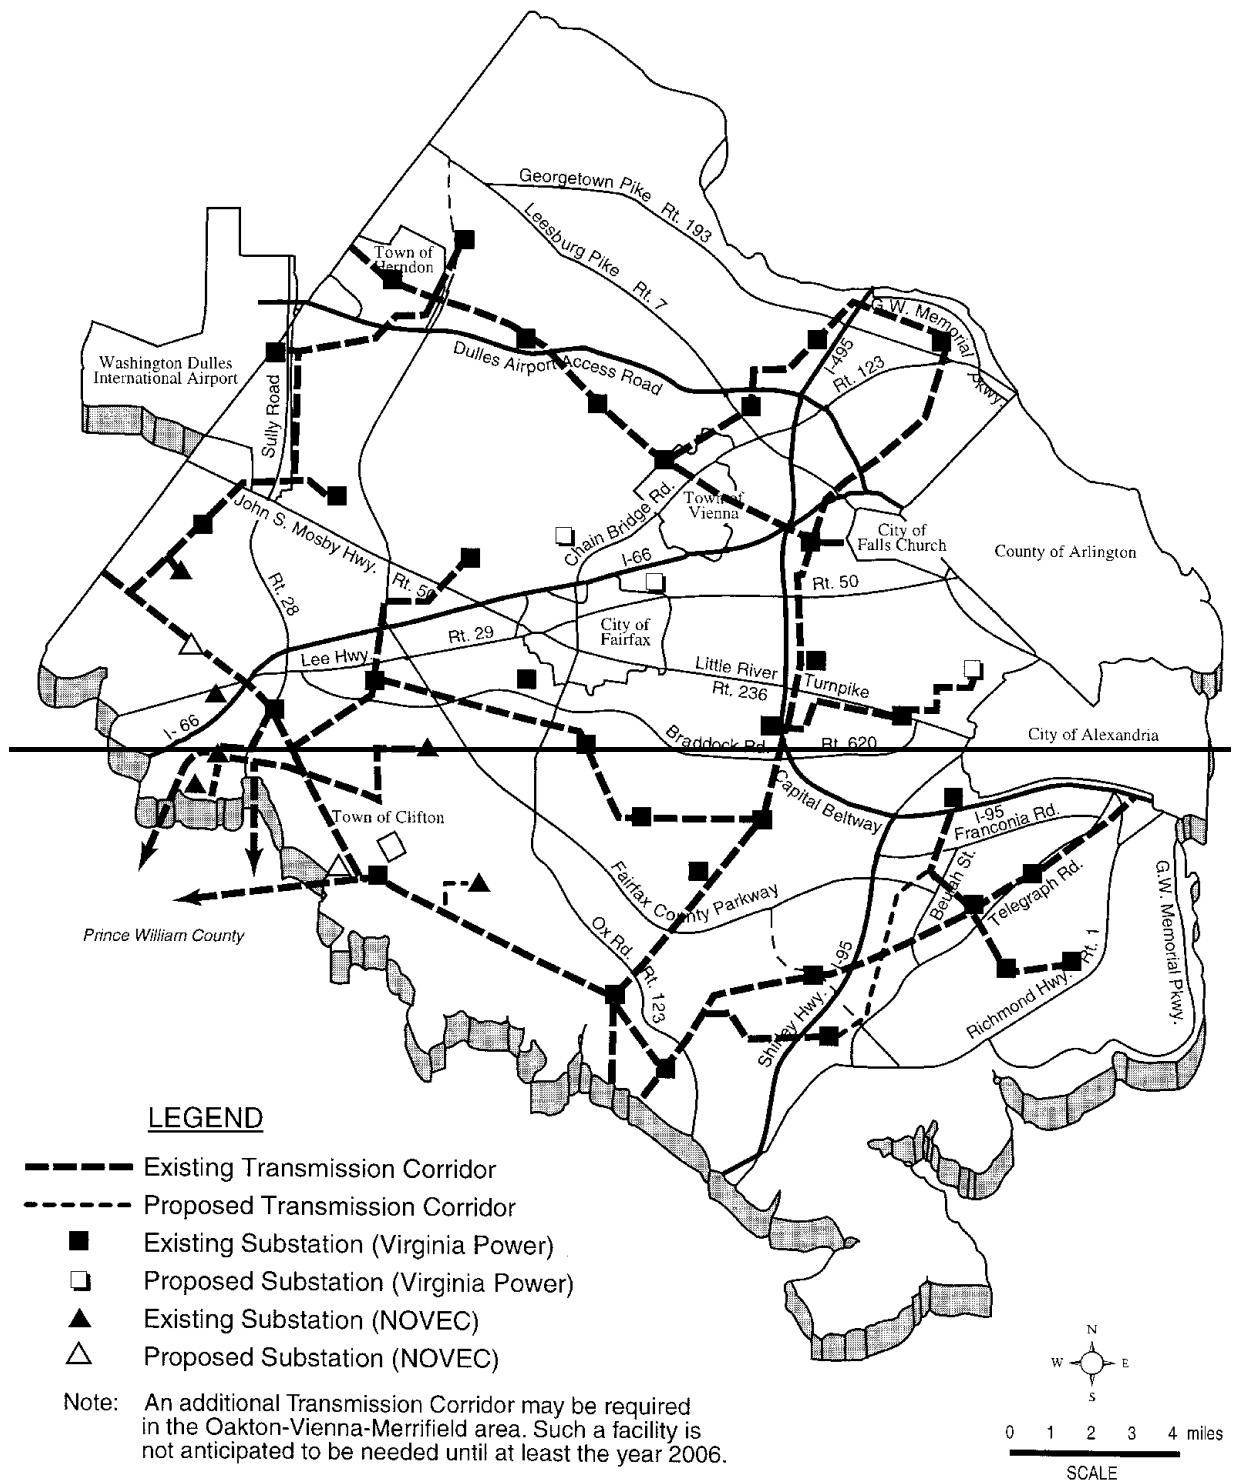 Georgetown Pike Rt. 193
Leesburg Pike Rt. 7
Town of
Herndon
G.W. Memorial Pkwy.
Washington Dulles
International Airport
Dulles Airport Access Road
I-495
Rt. 123
Sully Road
Town of
Vienna
Chain Bridge Rd.
John S. Mosby Hwy.
Rt. 50
City of
Falls Church
County of Arlington
I-66
Rt. 50
Rt. 28
City of
Fairfax
Rt. 29
Lee Hwy.
Little River Turnpike
Rt. 236
I-66
Braddock Rd.
Rt. 620
City of Alexandria
Capital Beltway
Town of Clifton
I-95
Franconia Rd.
Beulah St.
Telegraph Rd.
Fairfax County Parkway
G.W. Memorial Pkwy.
Prince William County
Ox Rd. Rt. 123
Shirley Hwy. I-95
Richmond Hwy. Rt. 1
LEGEND
Existing Transmission Corridor
Proposed Transmission Corridor
Existing Substation (Virginia Power)
Proposed Substation (Virginia Power)
Existing Substation (NOVEC)
Proposed Substation (NOVEC)
Note: An additional Transmission Corridor may be required
in the Oakton-Vienna-Merrifield area. Such a facility is
not anticipated to be needed until at least the year 2006.
N
W E
S
0 1 2 3 4 miles
SCALE